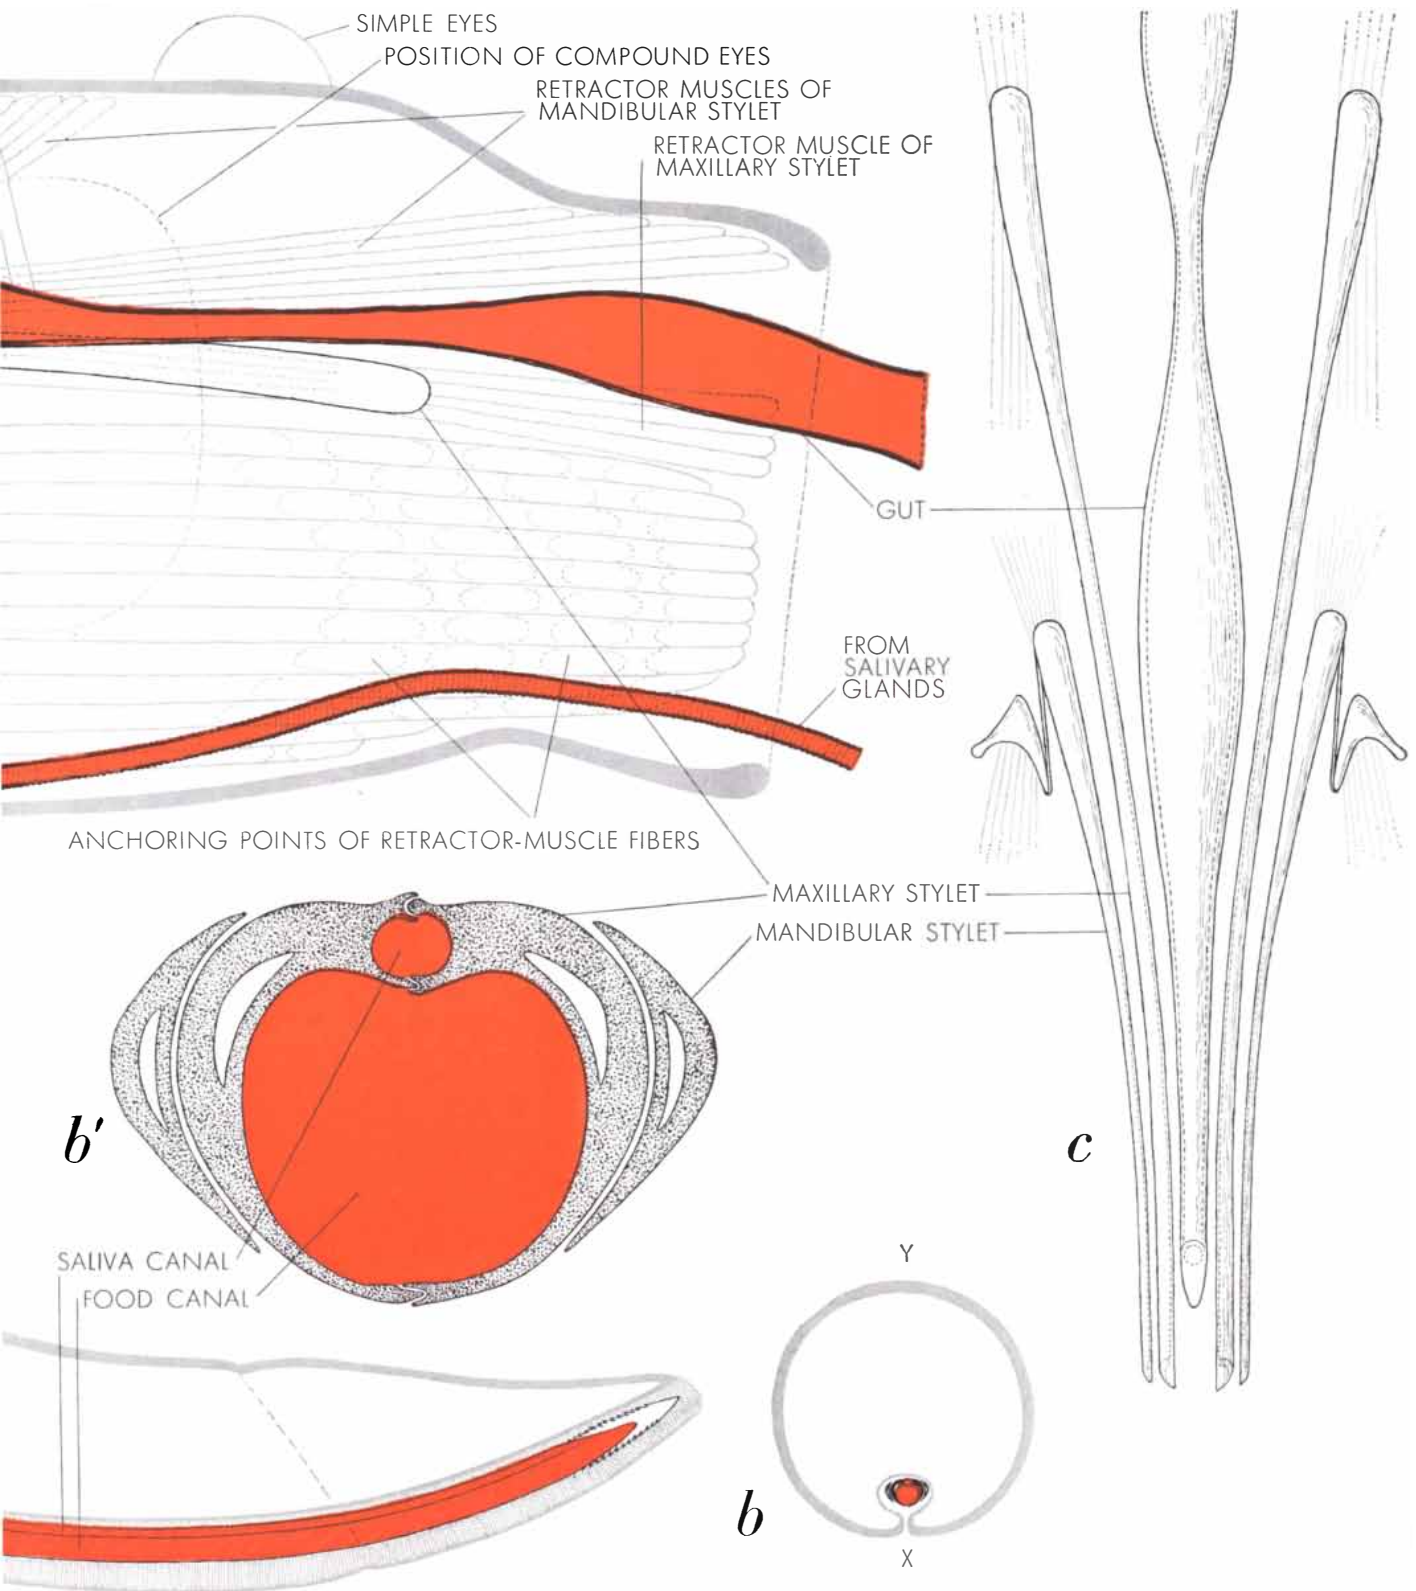 SIMPLE EYES
POSITION OF COMPOUND EYES
RETRACTOR MUSCLES OF
MANDIBULAR STYLET
RETRACTOR MUSCLE OF
MAXILLARY STYLET
GUT
FROM
SALIVARY
GLANDS
ANCHORING POINTS OF RETRACTOR-MUSCLE FIBERS
MAXILLARY STYLET
MANDIBULAR STYLET
b'
c
SALIVA CANAL
FOOD CANAL
Y
b
X